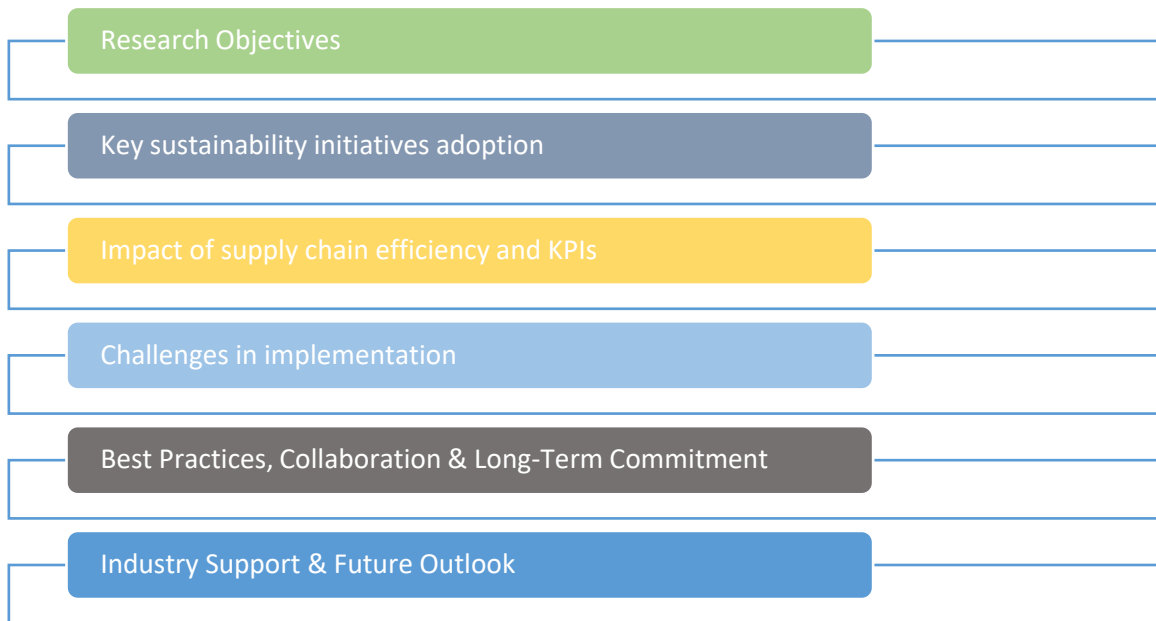 Research Objectives
Key sustainability initiatives adoption
Impact of supply chain efficiency and KPIs
Challenges in implementation
Best Practices, Collaboration & Long-Term Commitment
Industry Support & Future Outlook